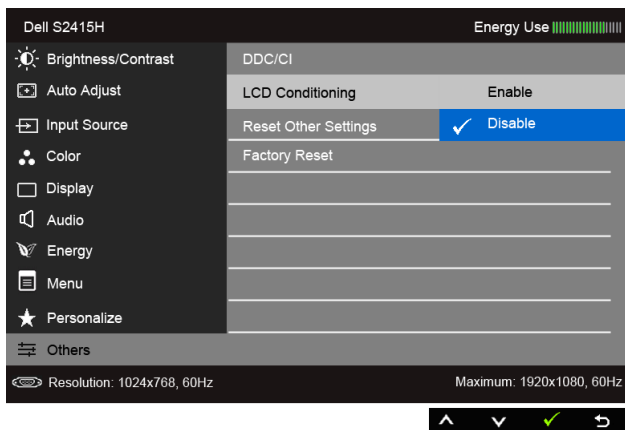 Dell S2415H Energy Use
Brightness/Contrast DDC/CI
Auto Adjust LCD Conditioning Enable
Input Source Reset Other Settings Disable
Color Factory Reset
Display
Audio
Energy
Menu
Personalize
Others
Resolution: 1024x768, 60Hz Maximum: 1920x1080, 60Hz